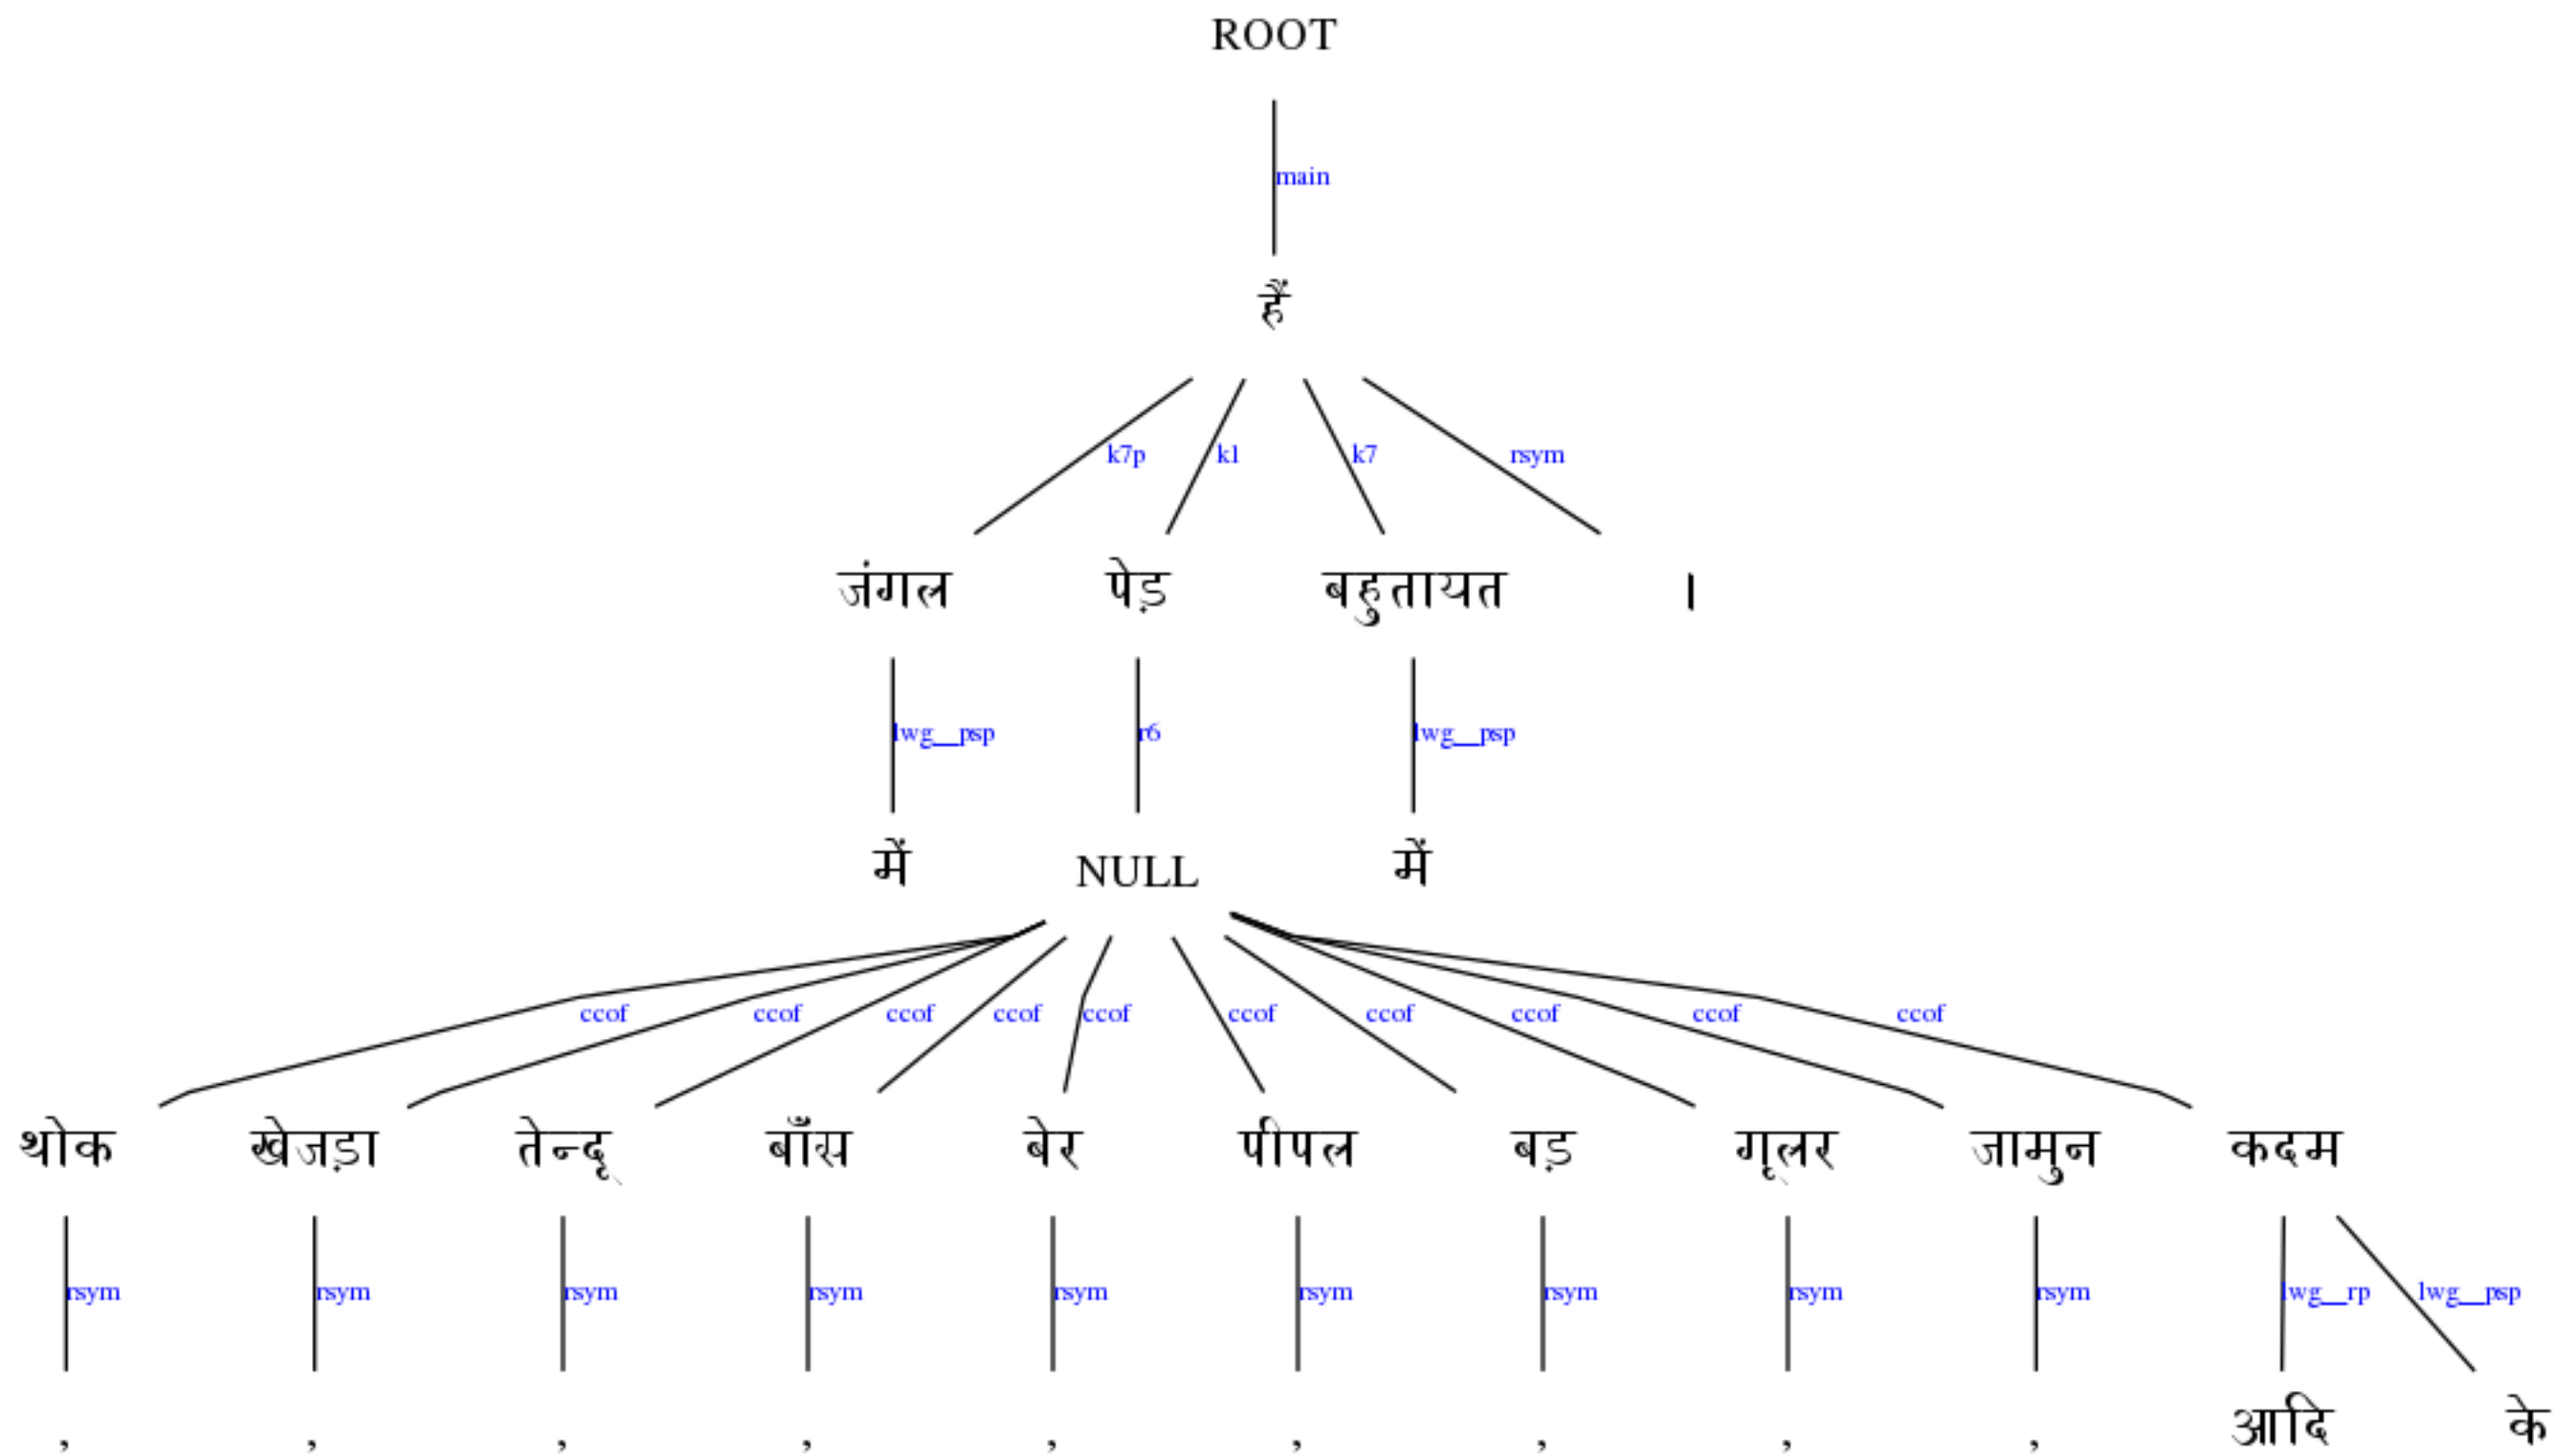 ROOT
main
हैं
k7p k1 k7 rsym
जंगल पेड़ बहुतायत ।
lwg__psp r6 lwg__psp
में NULL में
ccof ccof ccof ccof ccof ccof ccof ccof ccof ccof
थोक खेजड़ा तेन्दू बाँस बेर पीपल बड़ गूलर जामुन कदम
rsym rsym rsym rsym rsym rsym rsym rsym rsym lwg__rp lwg__psp
, , , , , , , , , आदि के